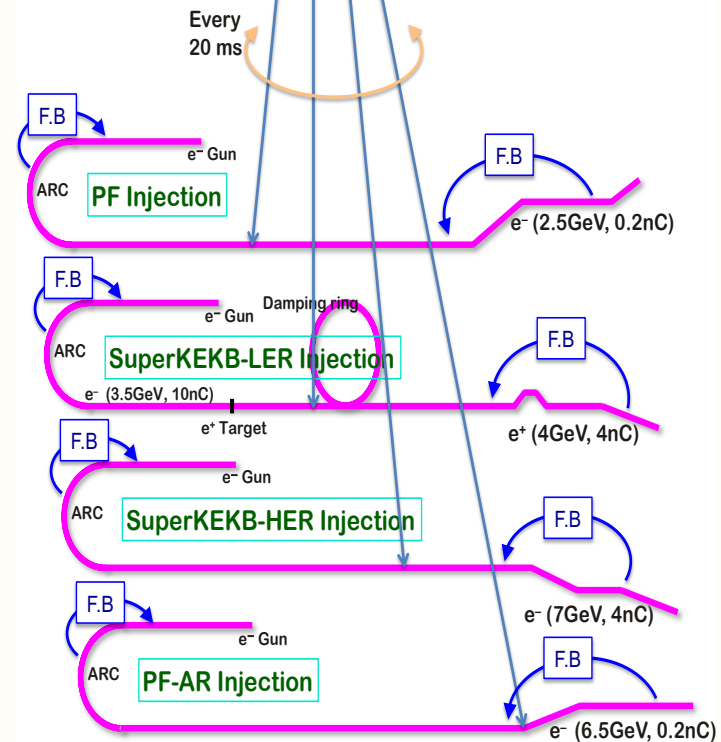 Every
20 ms
F.B
e⁻ Gun
ARC
PF Injection
F.B
e⁻ (2.5GeV, 0.2nC)
F.B
Damping ring
e⁻ Gun
ARC
SuperKEKB-LER Injection
F.B
e⁻ (3.5GeV, 10nC)
e⁺ Target
e⁺ (4GeV, 4nC)
F.B
e⁻ Gun
ARC
SuperKEKB-HER Injection
F.B
e⁻ (7GeV, 4nC)
F.B
e⁻ Gun
ARC
PF-AR Injection
F.B
e⁻ (6.5GeV, 0.2nC)